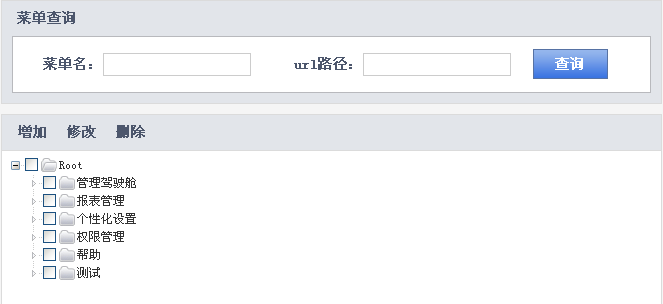 菜单查询
菜单名： url路径： 查询
增加 修改 删除
Root
管理驾驶舱
报表管理
个性化设置
权限管理
帮助
测试